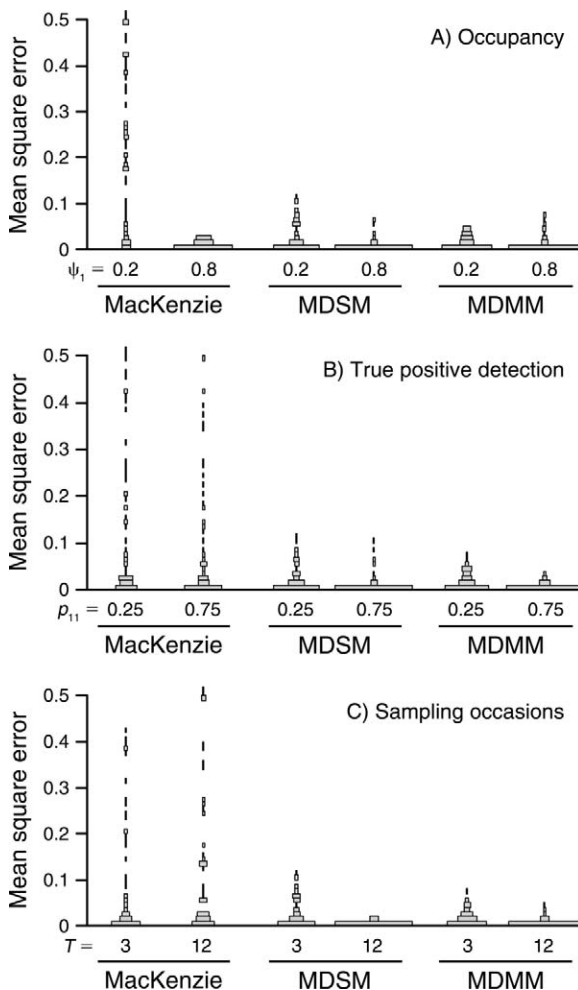 A) Occupancy
Mean square error
0.5
0.4
0.3
0.2
0.1
0
ψ1 = 0.2 0.8 0.2 0.8 0.2 0.8
MacKenzie MDSM MDMM
B) True positive detection
Mean square error
0.5
0.4
0.3
0.2
0.1
0
p11 = 0.25 0.75 0.25 0.75 0.25 0.75
MacKenzie MDSM MDMM
C) Sampling occasions
Mean square error
0.5
0.4
0.3
0.2
0.1
0
T = 3 12 3 12 3 12
MacKenzie MDSM MDMM